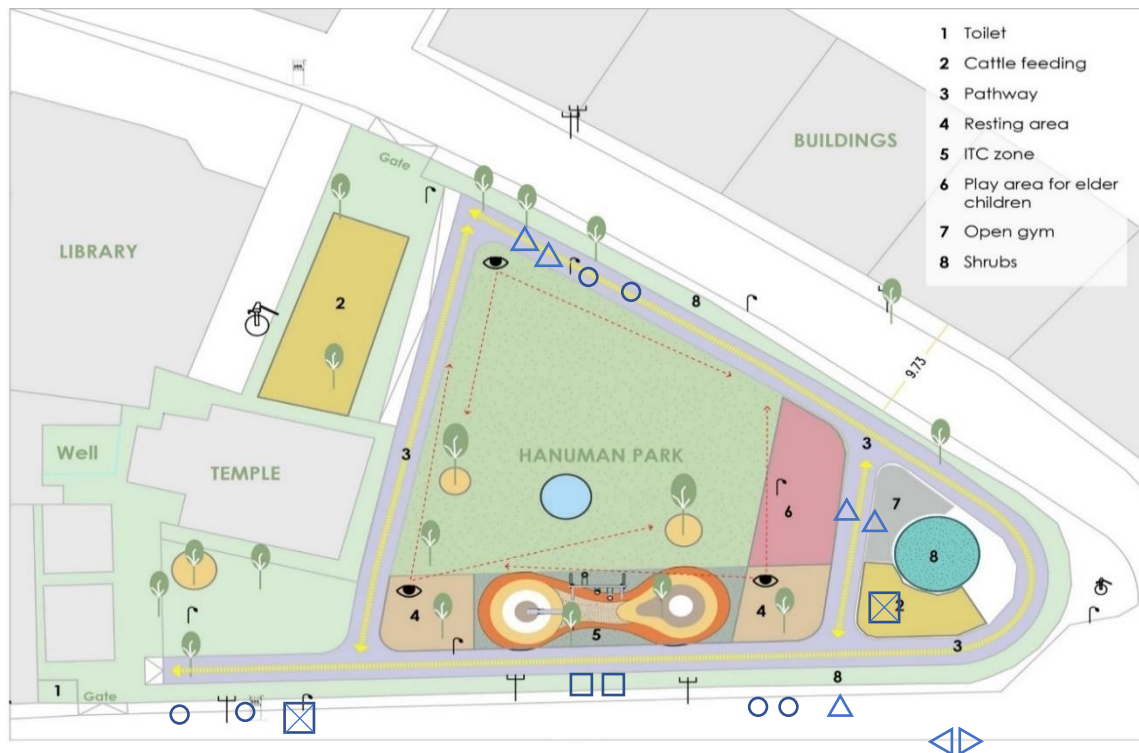 1 Toilet
2 Cattle feeding
3 Pathway
4 Resting area
5 ITC zone
6 Play area for elder
children
7 Open gym
8 Shrubs
BUILDINGS
Gate
LIBRARY
2
8
9.73
Well
TEMPLE
3
HANUMAN PARK
3
7
6
8
2
4
4
5
3
8
1
Gate